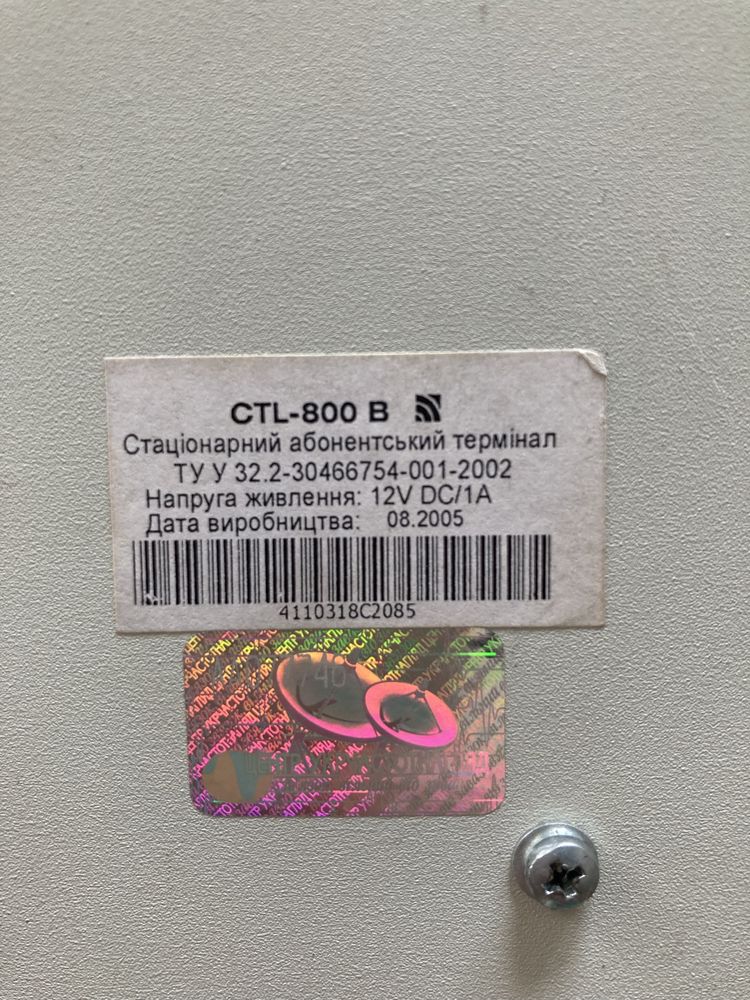 CTL-800 B
Стаціонарний абонентський термінал
ТУ У 32.2-30466754-001-2002
Напруга живлення: 12V DC/1A
Дата виробництва: 08.2005
4110318C2085